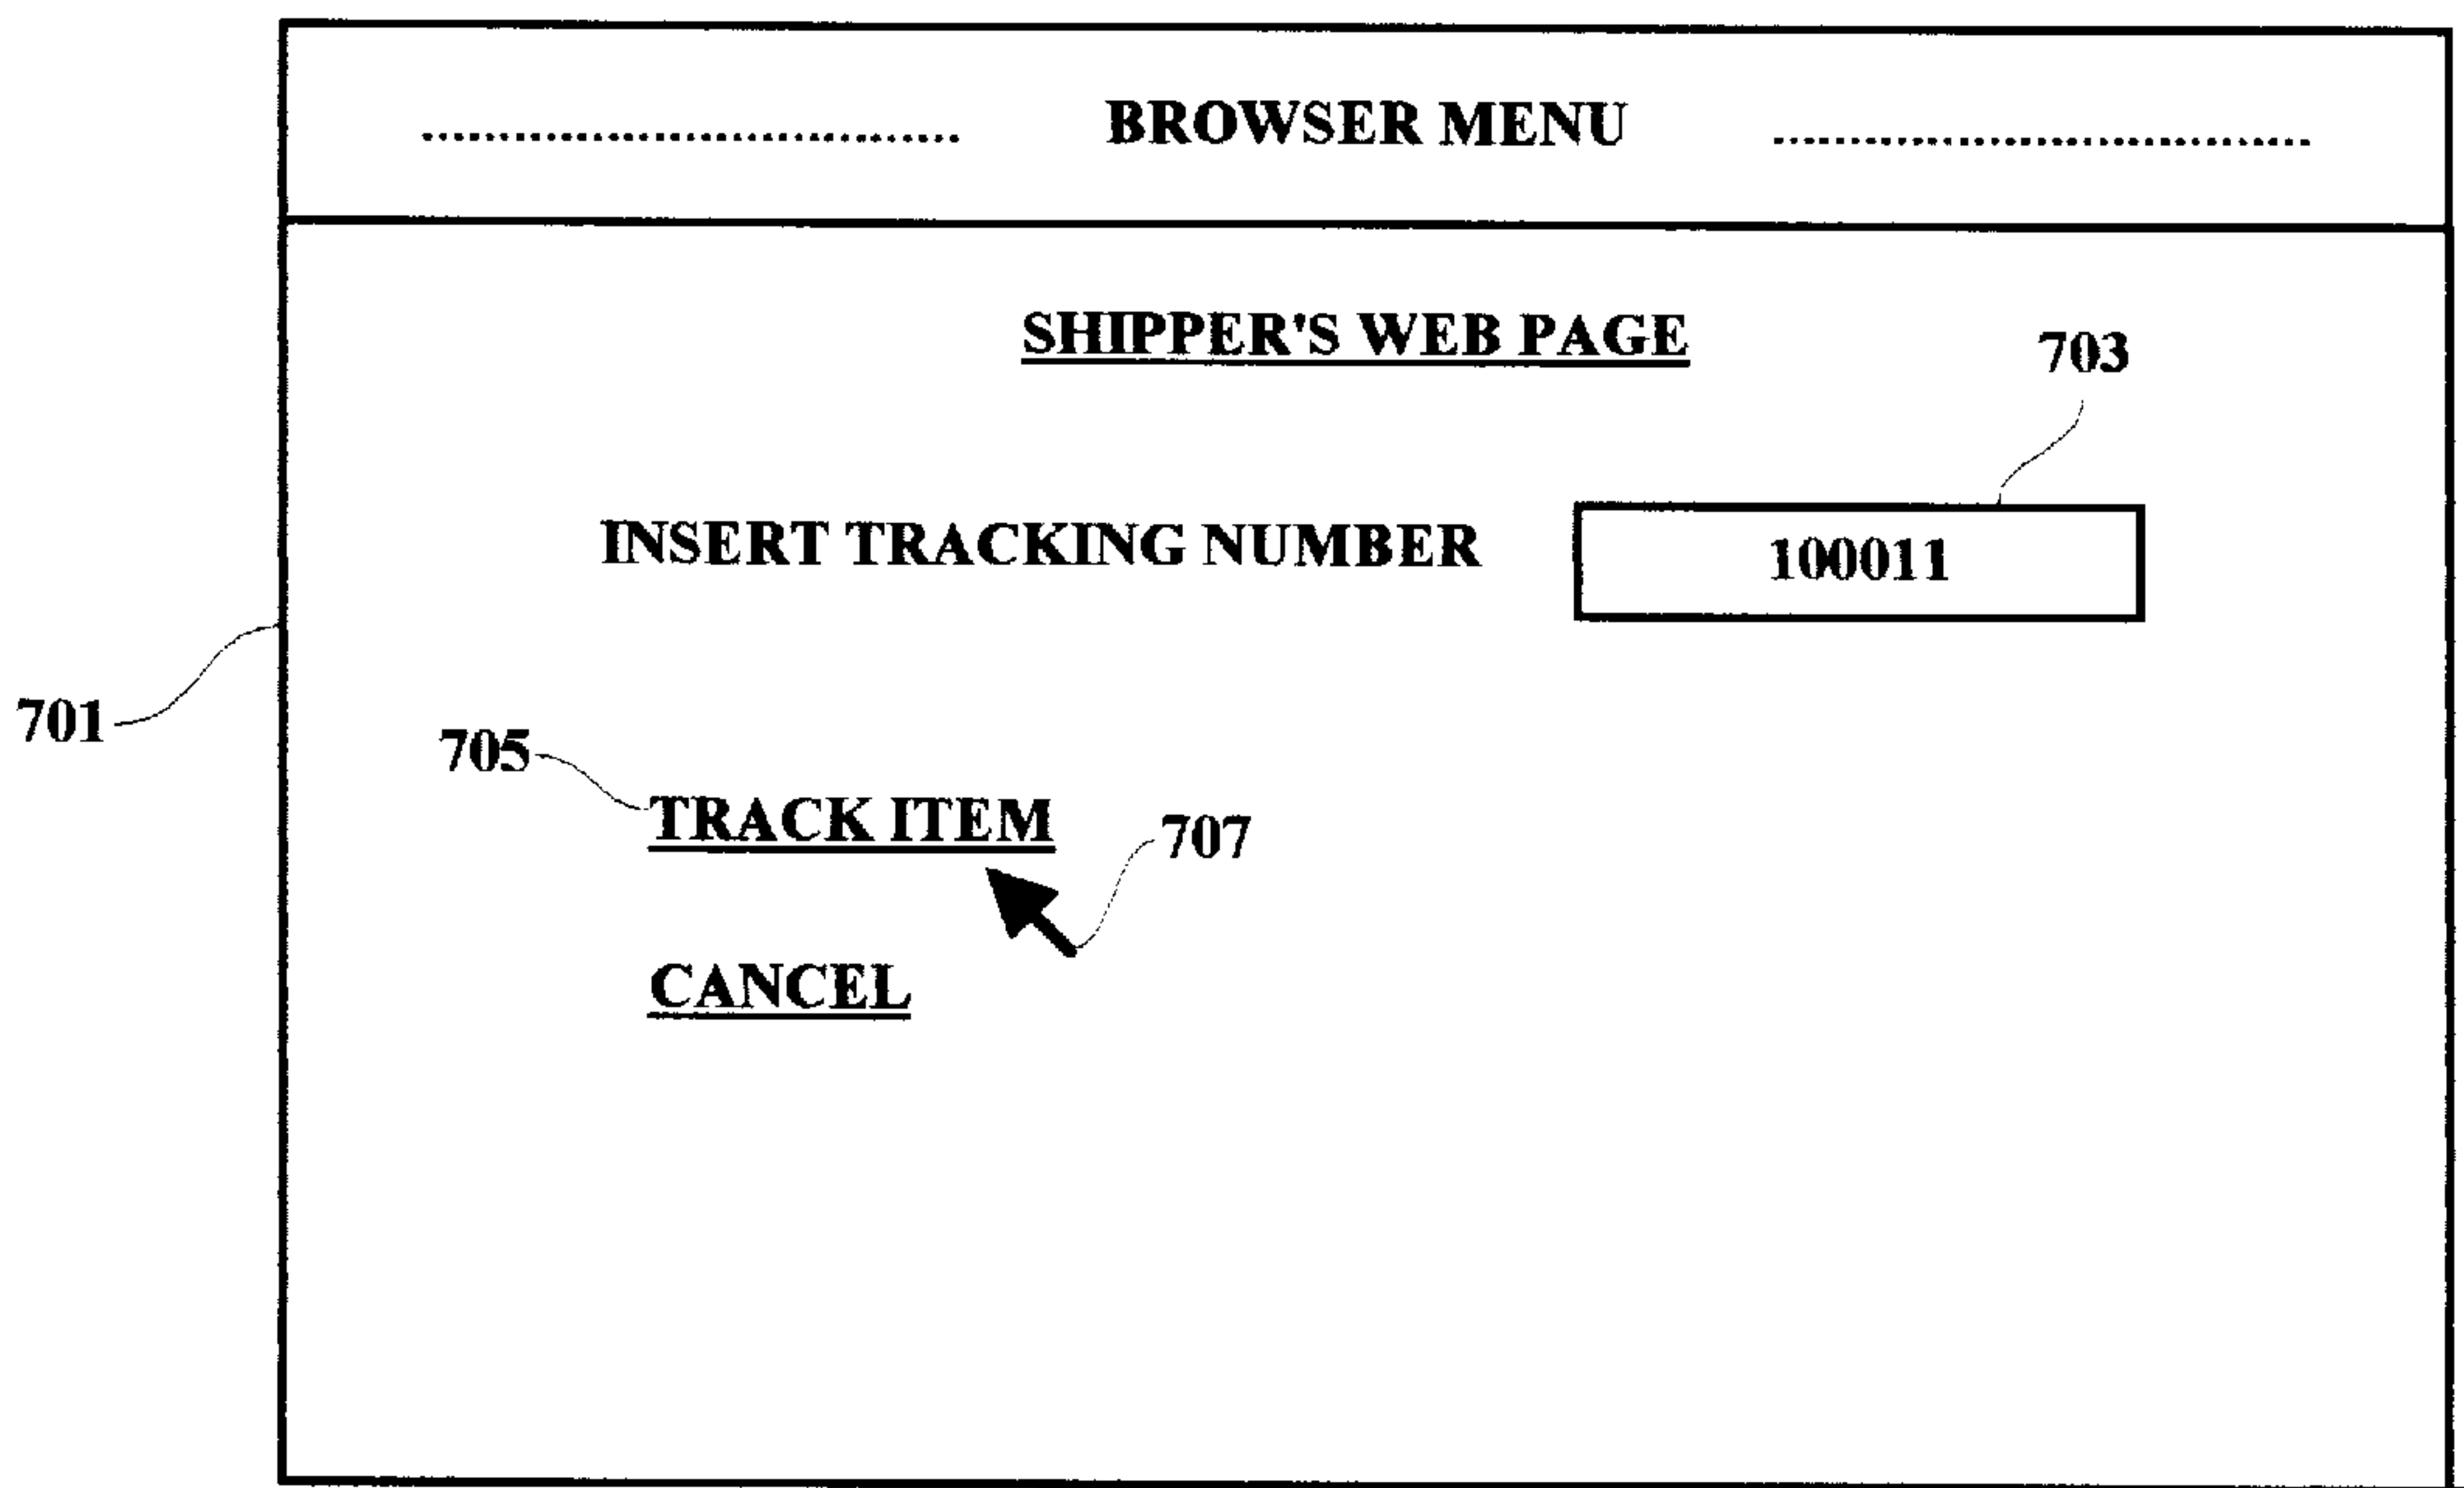 BROWSER MENU
SHIPPER'S WEB PAGE
703
INSERT TRACKING NUMBER 100011
701
705
TRACK ITEM
707
CANCEL